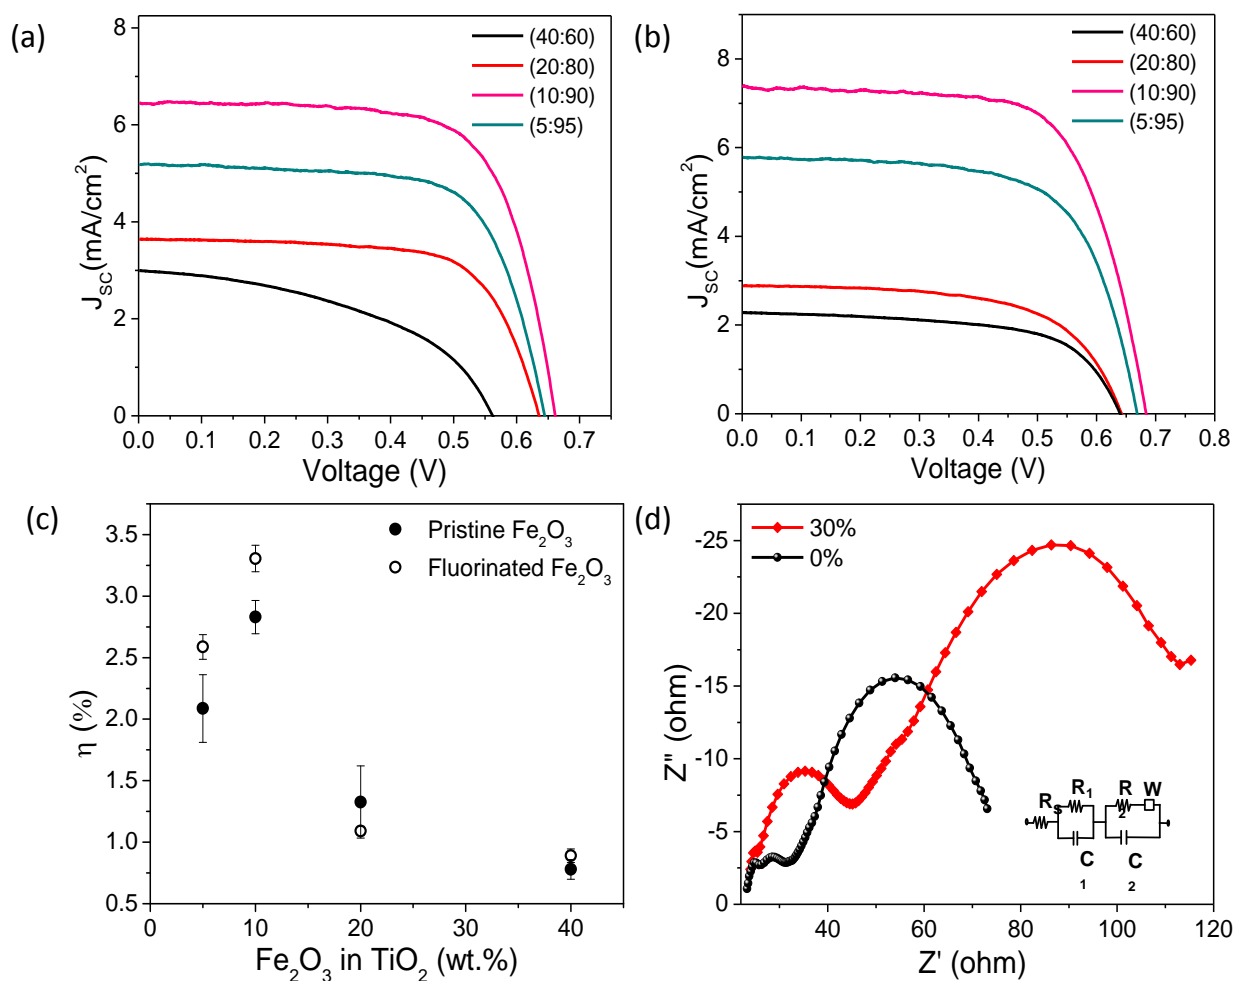 (a)
8
6
4
2
0
J_SC(mA/cm²)
(40:60)
(20:80)
(10:90)
(5:95)
0.0 0.1 0.2 0.3 0.4 0.5 0.6 0.7
Voltage (V)
(b)
8
6
4
2
0
J_SC(mA/cm²)
(40:60)
(20:80)
(10:90)
(5:95)
0.0 0.1 0.2 0.3 0.4 0.5 0.6 0.7 0.8
Voltage (V)
(c)
3.5
3.0
2.5
2.0
1.5
1.0
0.5
η (%)
Pristine Fe₂O₃
Fluorinated Fe₂O₃
0 10 20 30 40
Fe₂O₃ in TiO₂ (wt.%)
(d)
-25
-20
-15
-10
-5
0
Z" (ohm)
30%
0%
R_S R₁ R₂ W
C₁ C₂
40 60 80 100 120
Z' (ohm)